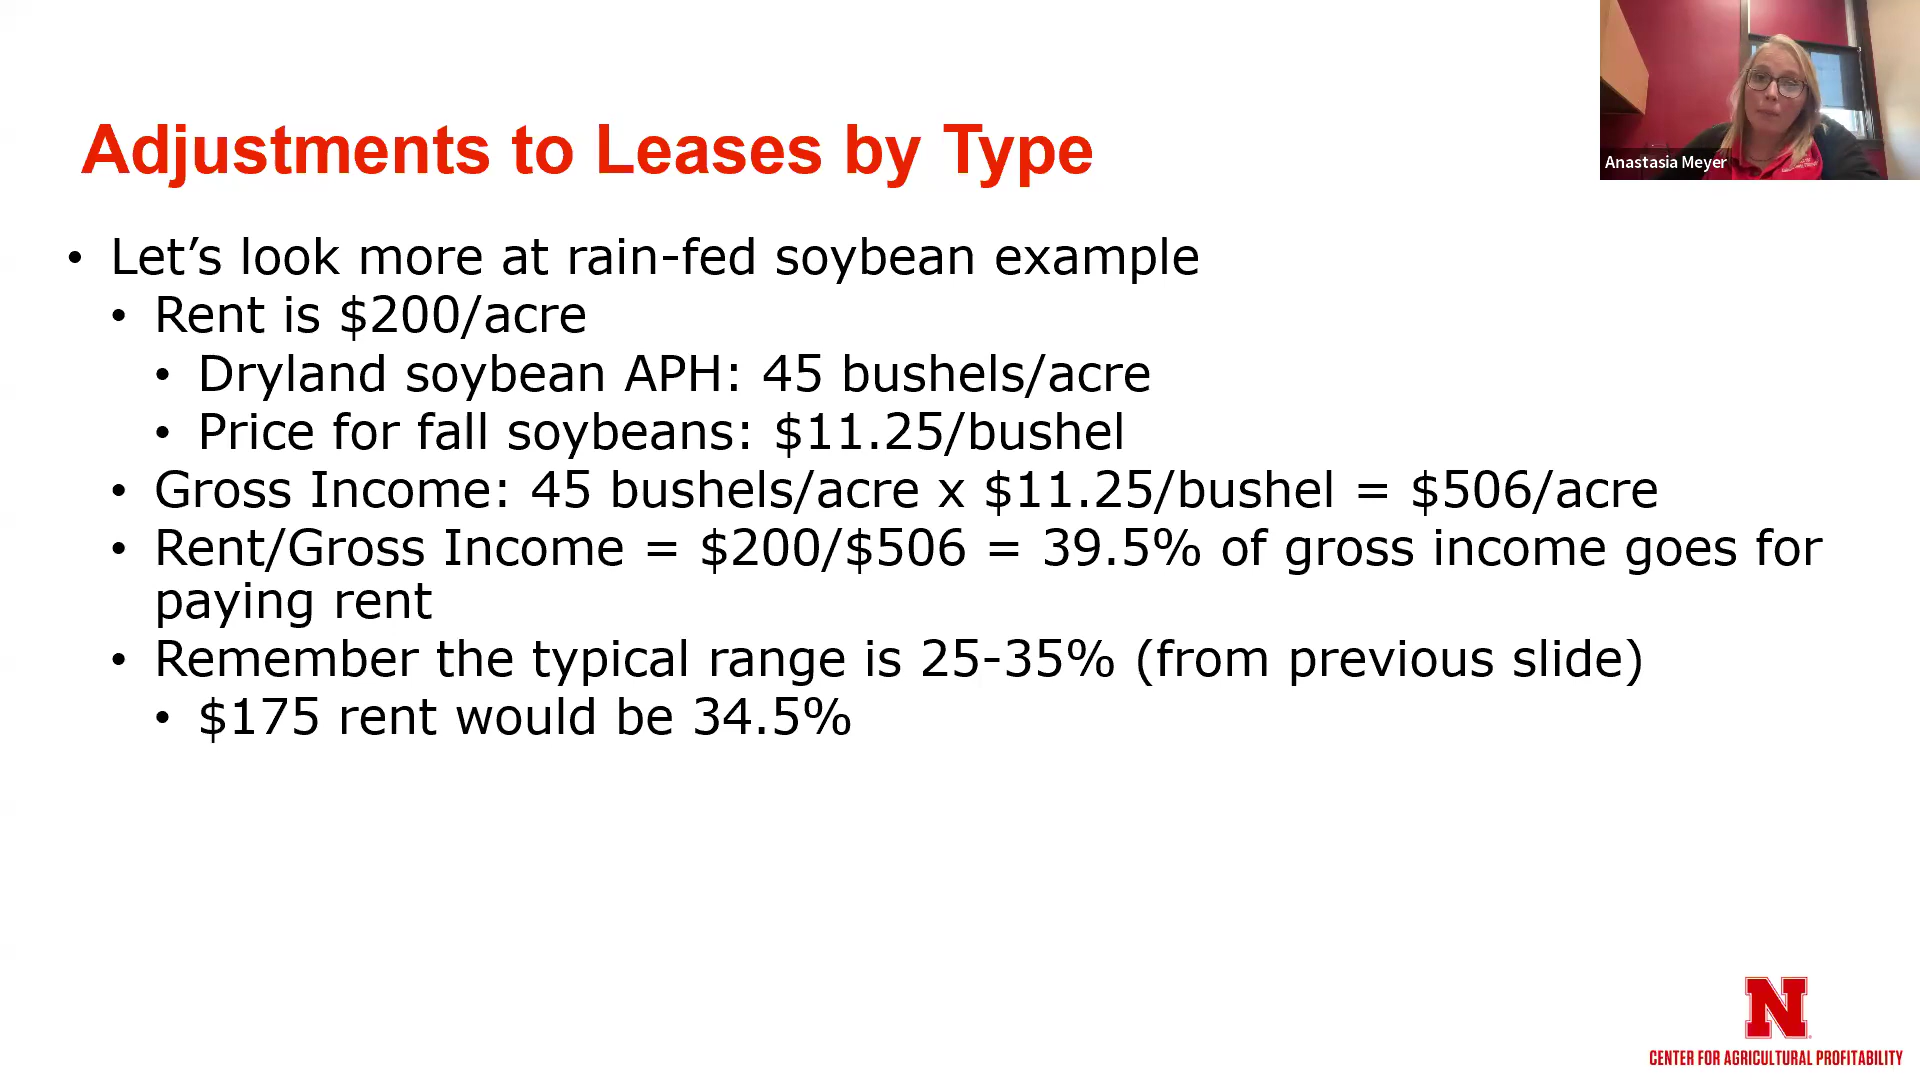 Adjustments to Leases by Type
Anastasia Meyer
• Let’s look more at rain-fed soybean example
• Rent is $200/acre
• Dryland soybean APH: 45 bushels/acre
• Price for fall soybeans: $11.25/bushel
• Gross Income: 45 bushels/acre x $11.25/bushel = $506/acre
• Rent/Gross Income = $200/$506 = 39.5% of gross income goes for
paying rent
• Remember the typical range is 25-35% (from previous slide)
• $175 rent would be 34.5%
N
CENTER FOR AGRICULTURAL PROFITABILITY